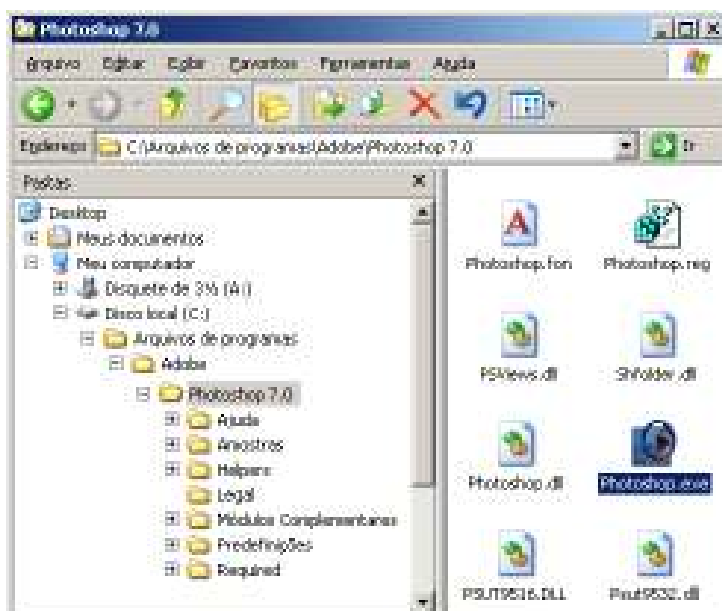 Photoshop 7.0
Arquivo Editar Exibir Favoritos Ferramentas Ajuda
Endereço C:\Arquivos de programas\Adobe\Photoshop 7.0 Ir
Pastas
Desktop
Meus documentos
Meu computador
Disquete de 3½ (A:)
Disco local (C:)
Arquivos de programas
Adobe
Photoshop 7.0
Ajuda
Amostras
Helpers
Legal
Módulos Complementares
Predefinições
Required
Photoshop.fon Photoshop.reg
PSViews.dll Shfolder.dll
Photoshop.dll Photoshop.exe
PSUT9516.DLL Psut9532.dll